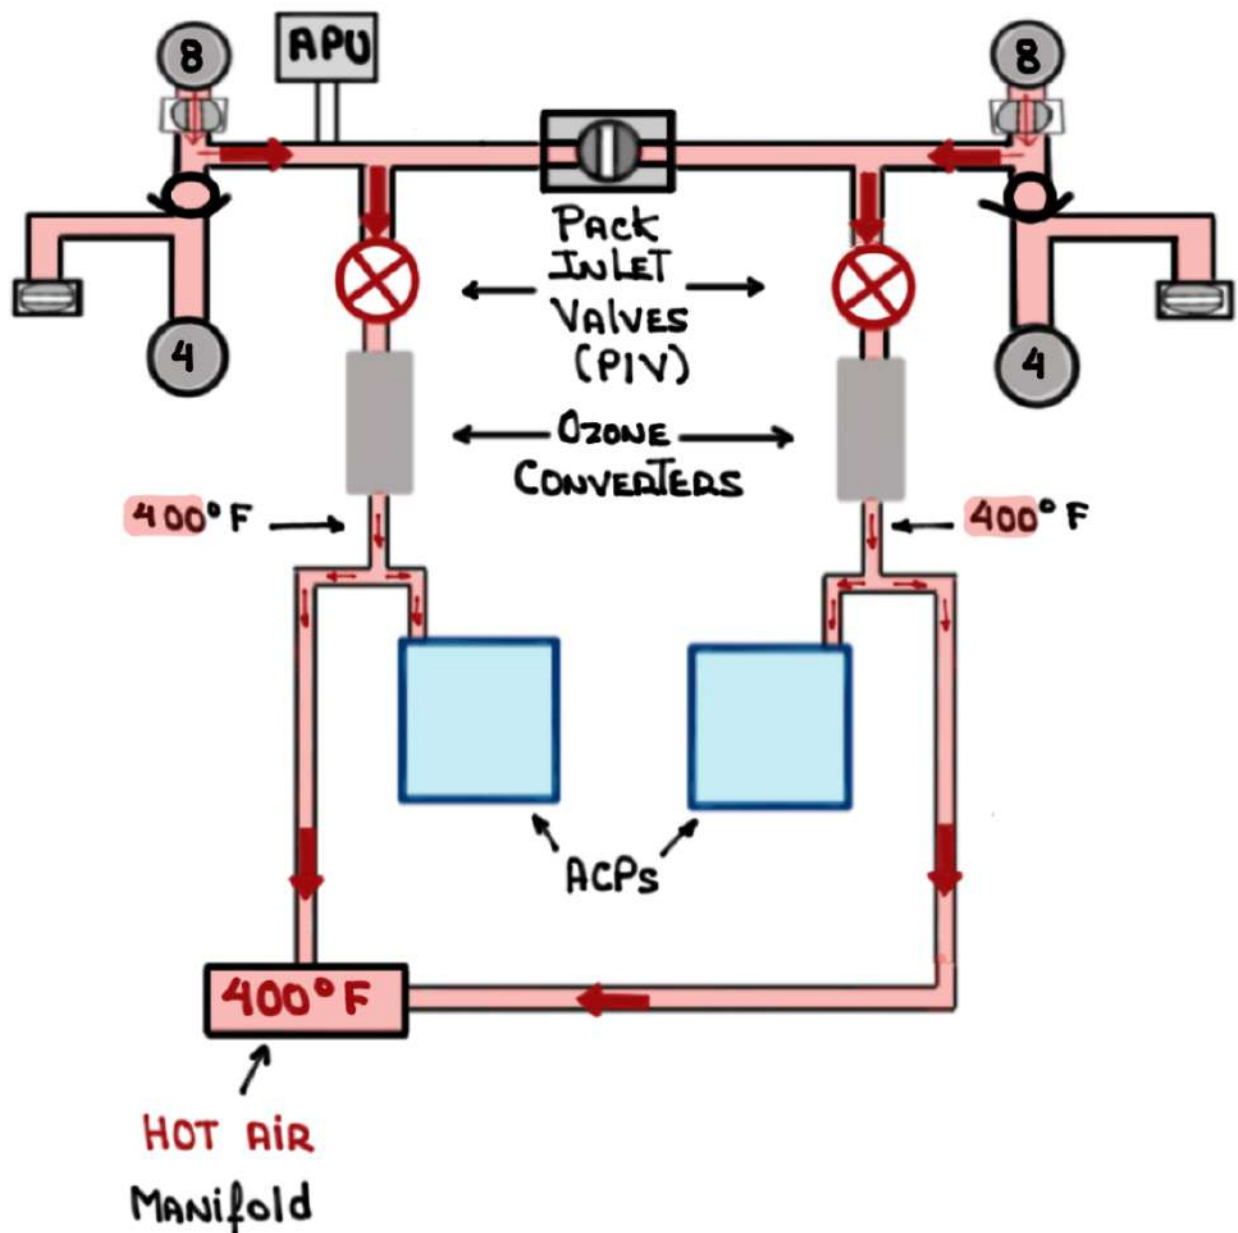 8
APU
8
PACK
INLET
VALVES
(PIV)
4
4
OZONE
CONVERTERS
400°F
400°F
ACPs
400°F
HOT AiR
MANifold